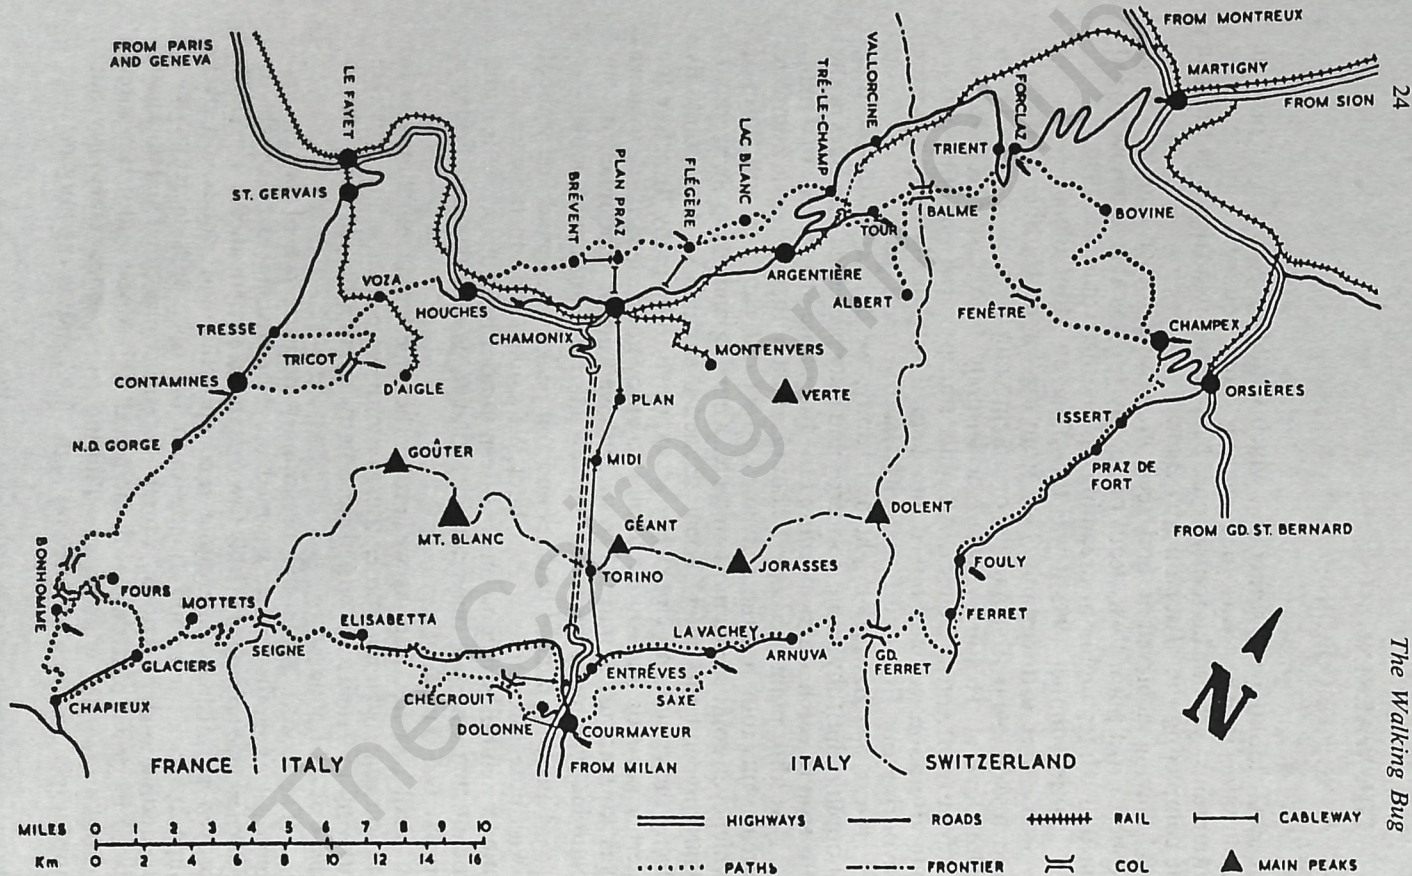 24
The Walking Bug
FROM PARIS
AND GENEVA
LE FAYET
ST. GERVAIS
BRÉVENT
PLAN PRAZ
FLÉGÈRE
LAC BLANC
TRÉ-LE-CHAMP
VALLORCINE
FORCLAZ
FROM MONTREUX
MARTIGNY
FROM SION
TRIENT
BALME
BOVINE
TOUR
ARGENTIÈRE
ALBERT
FENÊTRE
CHAMPEX
VOZA
HOUCHES
CHAMONIX
MONTENVERS
TRESSE
TRICOT
D'AIGLE
CONTAMINES
PLAN
VERTE
ORSIÈRES
ISSERT
N.D. GORGE
GOÛTER
MIDI
PRAZ DE
FORT
MT. BLANC
GÉANT
DOLENT
FROM GD. ST. BERNARD
BONHOMME
TORINO
JORASSES
FOULY
FOURS
MOTTETS
ELISABETTA
LA VACHEY
FERRET
GLACIERS
SEIGNE
ENTRÉVES
ARNUVA
GD.
FERRET
CHAPIEUX
CHÉCROUIT
SAXE
DOLONNE
COURMAYEUR
FRANCE
ITALY
FROM MILAN
ITALY
SWITZERLAND
N
MILES 0 1 2 3 4 5 6 7 8 9 10
Km 0 2 4 6 8 10 12 14 16
HIGHWAYS
ROADS
RAIL
CABLEWAY
PATHS
FRONTIER
COL
MAIN PEAKS
The Cairngorm Club